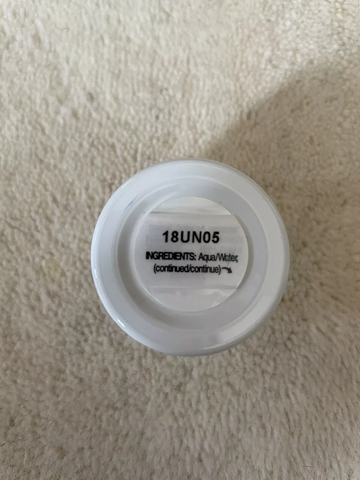 18UN05
INGREDIENTS: Aqua/Water,
(continued/continue)